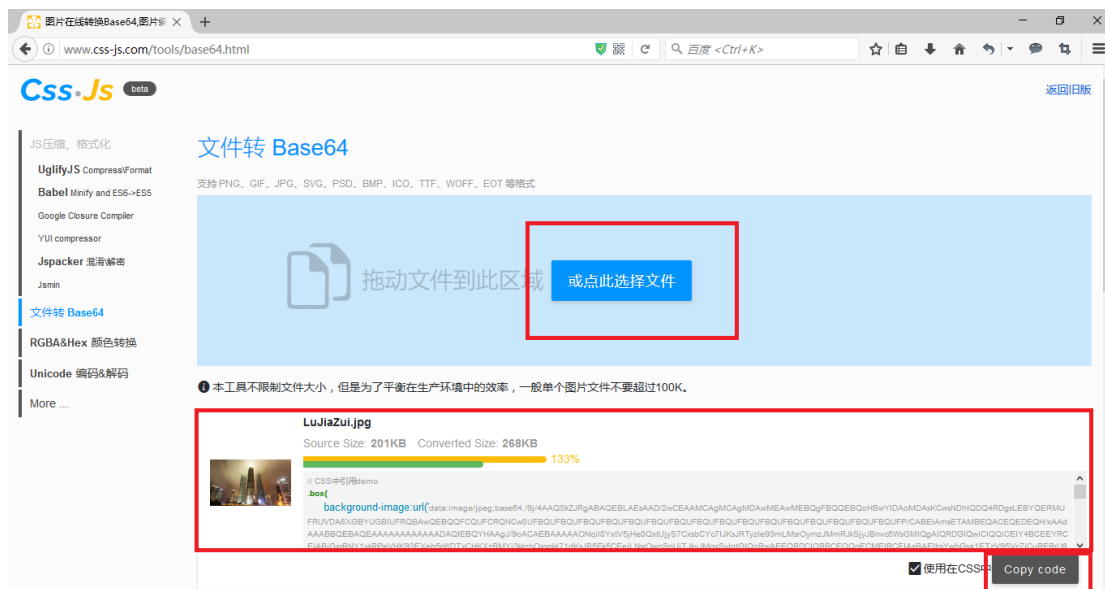 图片在线转换Base64,图片编
www.css-js.com/tools/base64.html
百度 <Ctrl+K>
Css.Js beta
返回旧版
JS压缩、格式化
UglifyJS Compress\Format
Babel Minify and ES6->ES5
Google Closure Compiler
YUI compressor
Jspacker 混淆\解密
Jsmin
文件转 Base64
RGBA&Hex 颜色转换
Unicode 编码&解码
More ...
文件转 Base64
支持 PNG、GIF、JPG、SVG、PSD、BMP、ICO、TTF、WOFF、EOT 等格式
拖动文件到此区域
或点此选择文件
本工具不限制文件大小，但是为了平衡在生产环境中的效率，一般单个图片文件不要超过100K。
LuJiaZui.jpg
Source Size: 201KB Converted Size: 268KB
133%
// CSS中引用demo
.box{
background-image:url("data:image/jpeg;base64,
使用在CSS中
Copy code